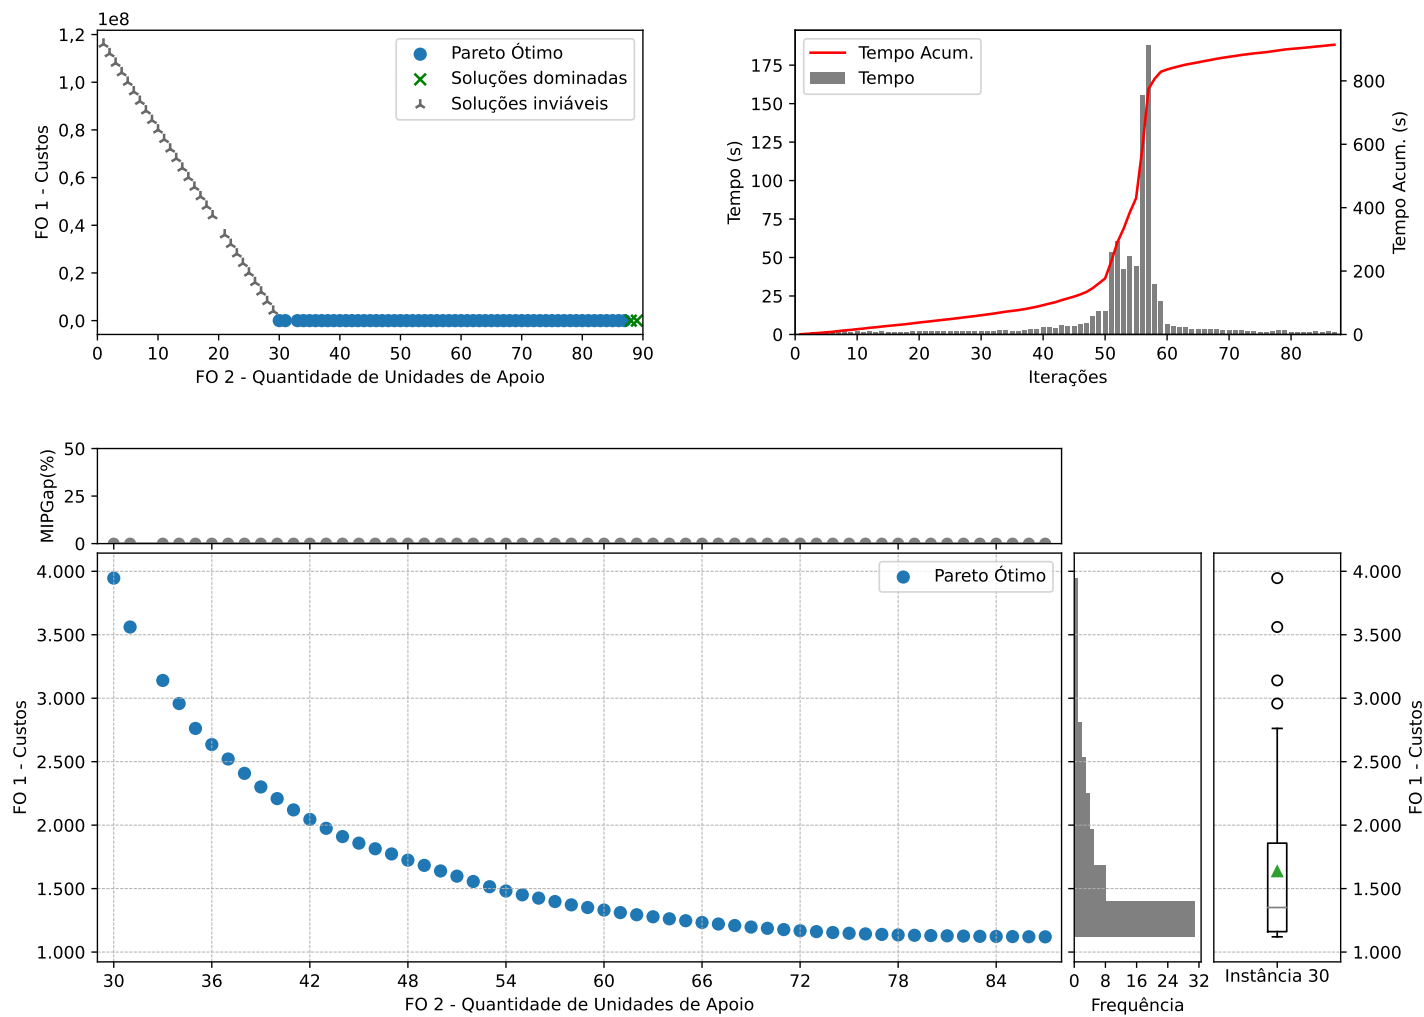 1e8
1,2
1,0
0,8
0,6
0,4
0,2
0,0
FO 1 - Custos
Pareto Ótimo
Soluções dominadas
Soluções inviáveis
0 10 20 30 40 50 60 70 80 90
FO 2 - Quantidade de Unidades de Apoio
175
150
125
100
75
50
25
0
Tempo (s)
Tempo Acum.
Tempo
800
600
400
200
0
Tempo Acum. (s)
0 10 20 30 40 50 60 70 80
Iterações
50
25
0
MIPGap(%)
4.000
3.500
3.000
2.500
2.000
1.500
1.000
FO 1 - Custos
Pareto Ótimo
30 36 42 48 54 60 66 72 78 84
FO 2 - Quantidade de Unidades de Apoio
0 8 16 24 32
Frequência
Instância 30
4.000
3.500
3.000
2.500
2.000
1.500
1.000
FO 1 - Custos